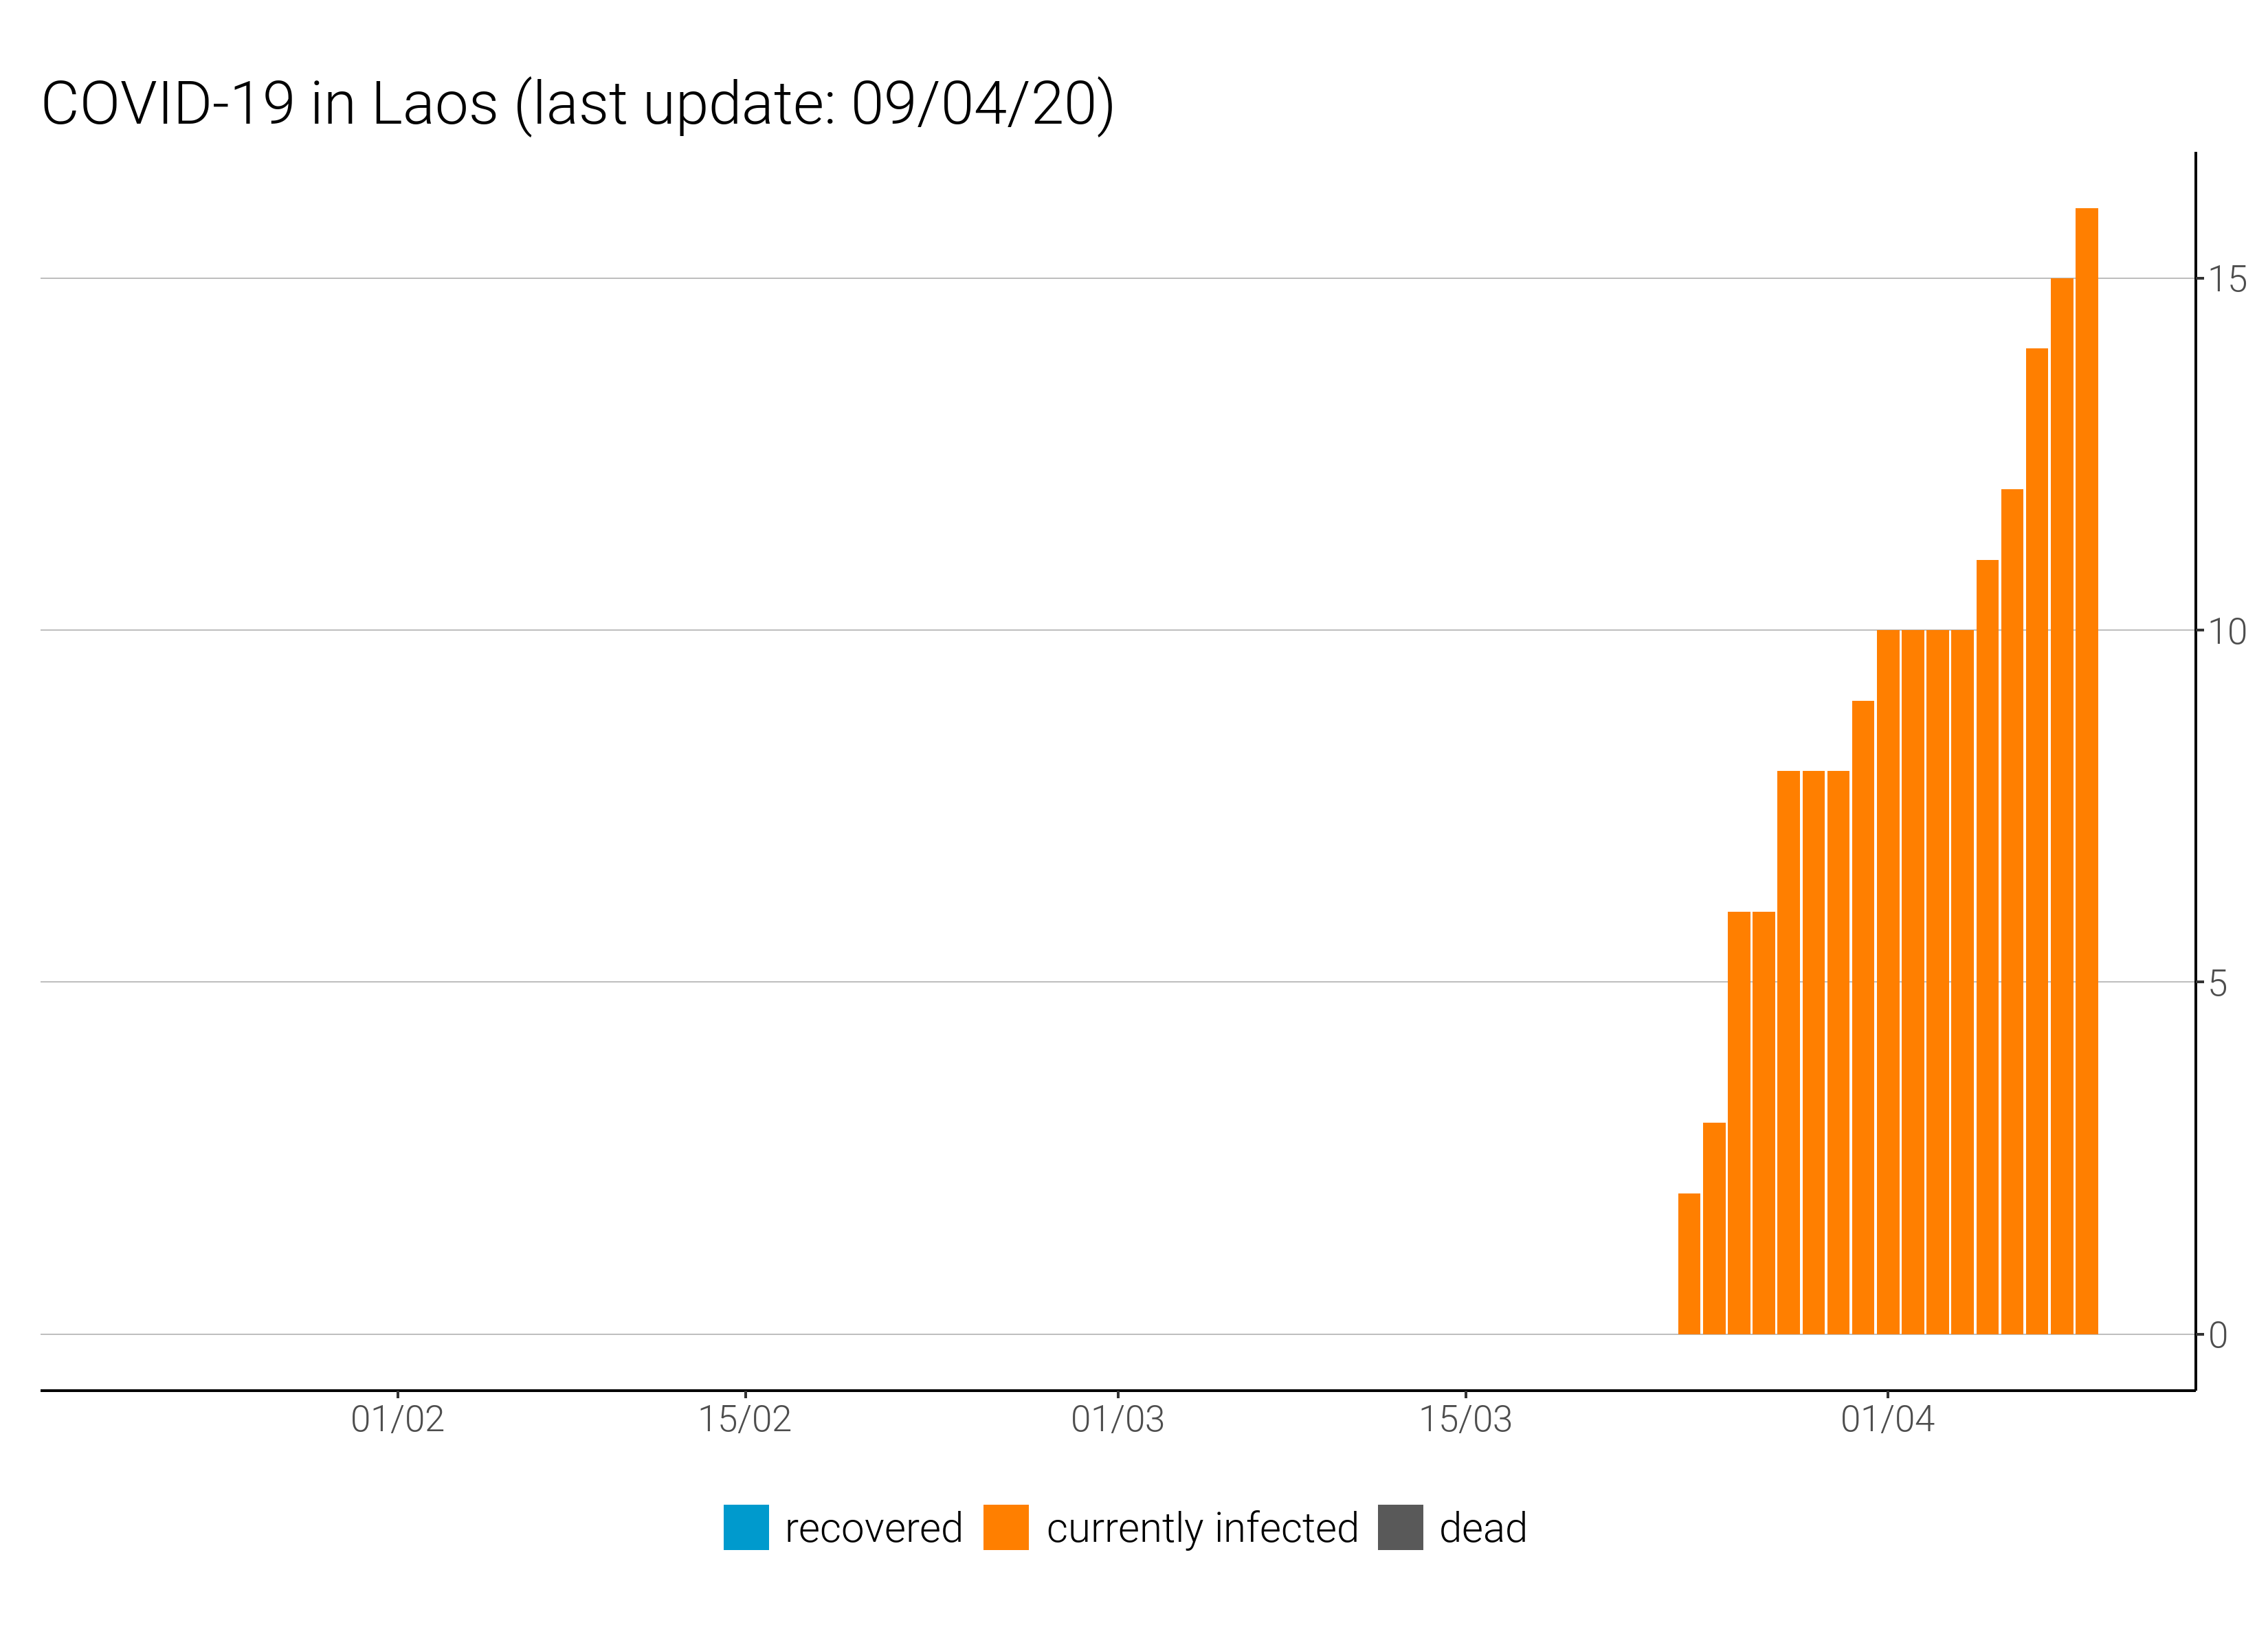 COVID-19 in Laos (last update: 09/04/20)
15
10
5
0
01/02 15/02 01/03 15/03 01/04
recovered currently infected dead